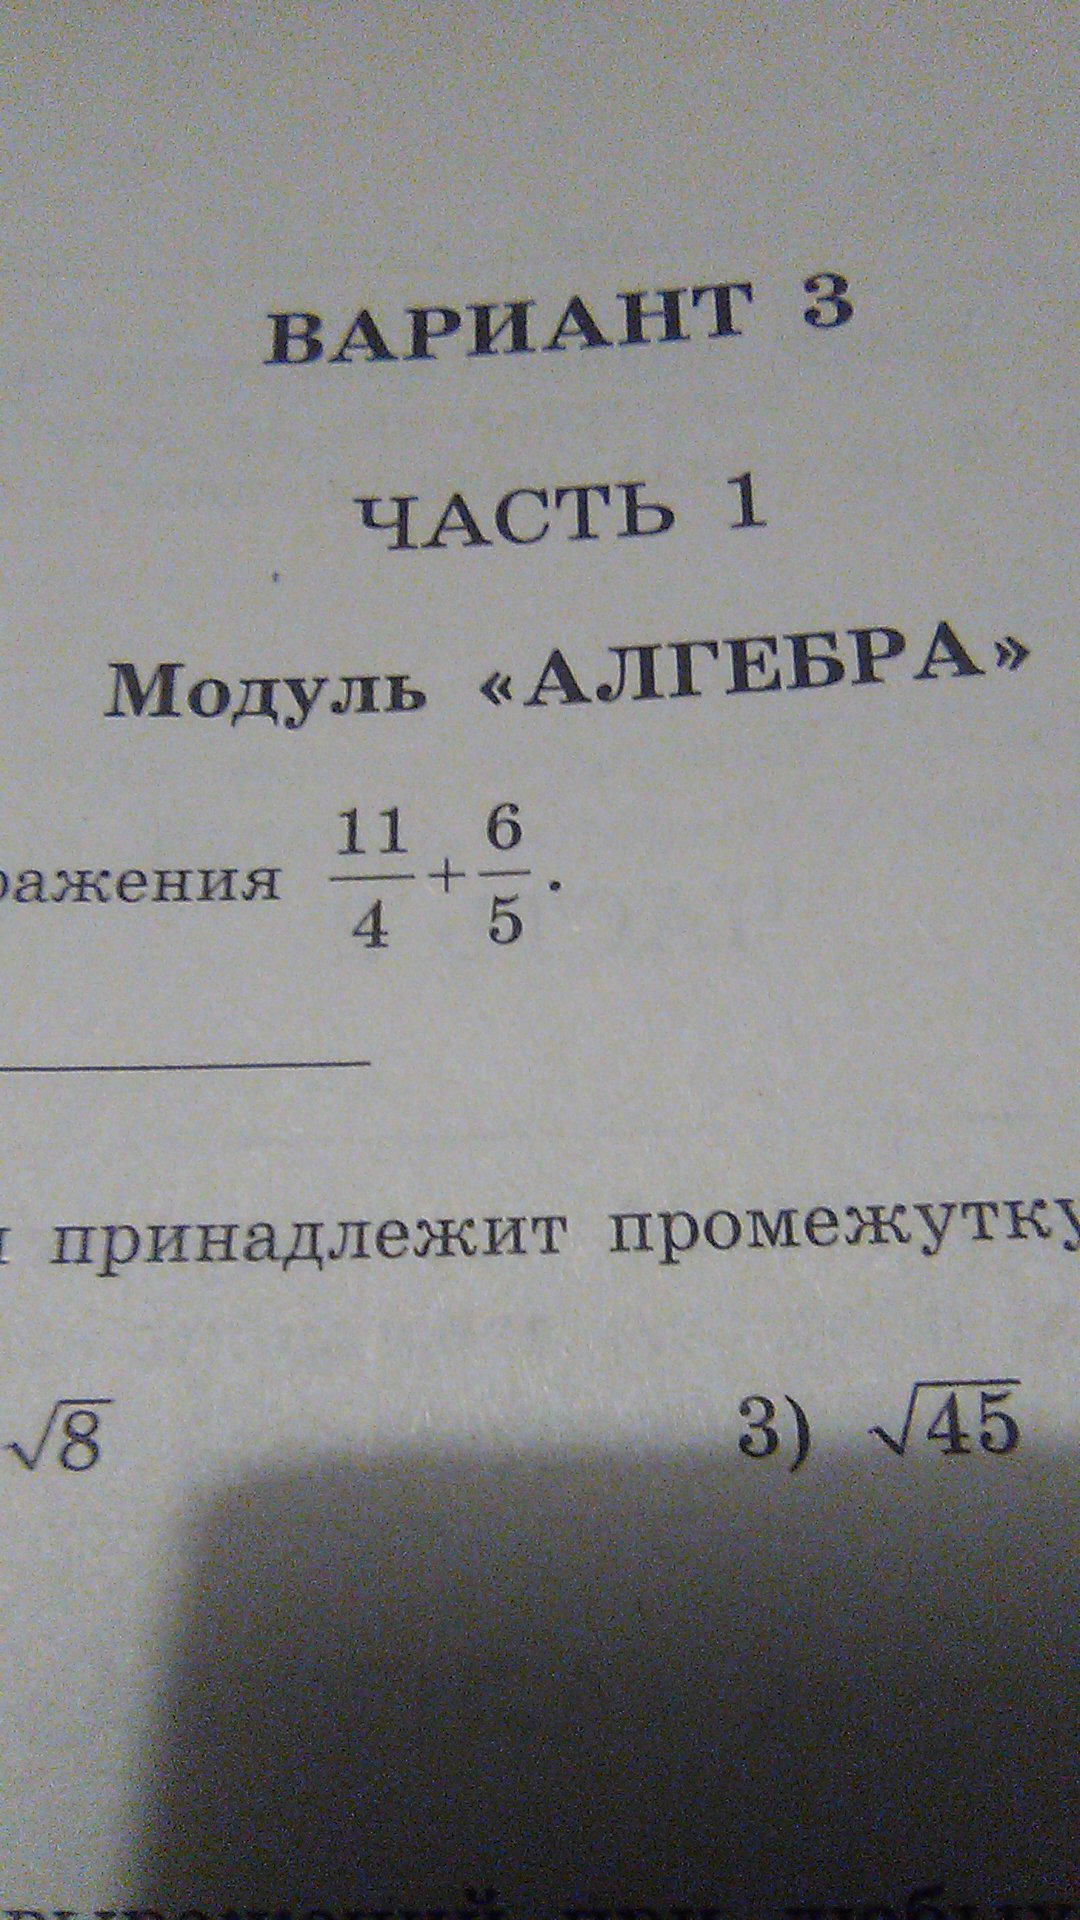 ВАРИАНТ 3
ЧАСТЬ 1
Модуль «АЛГЕБРА»
ражения 11/4 + 6/5.
принадлежит промежутку
√8 3) √45